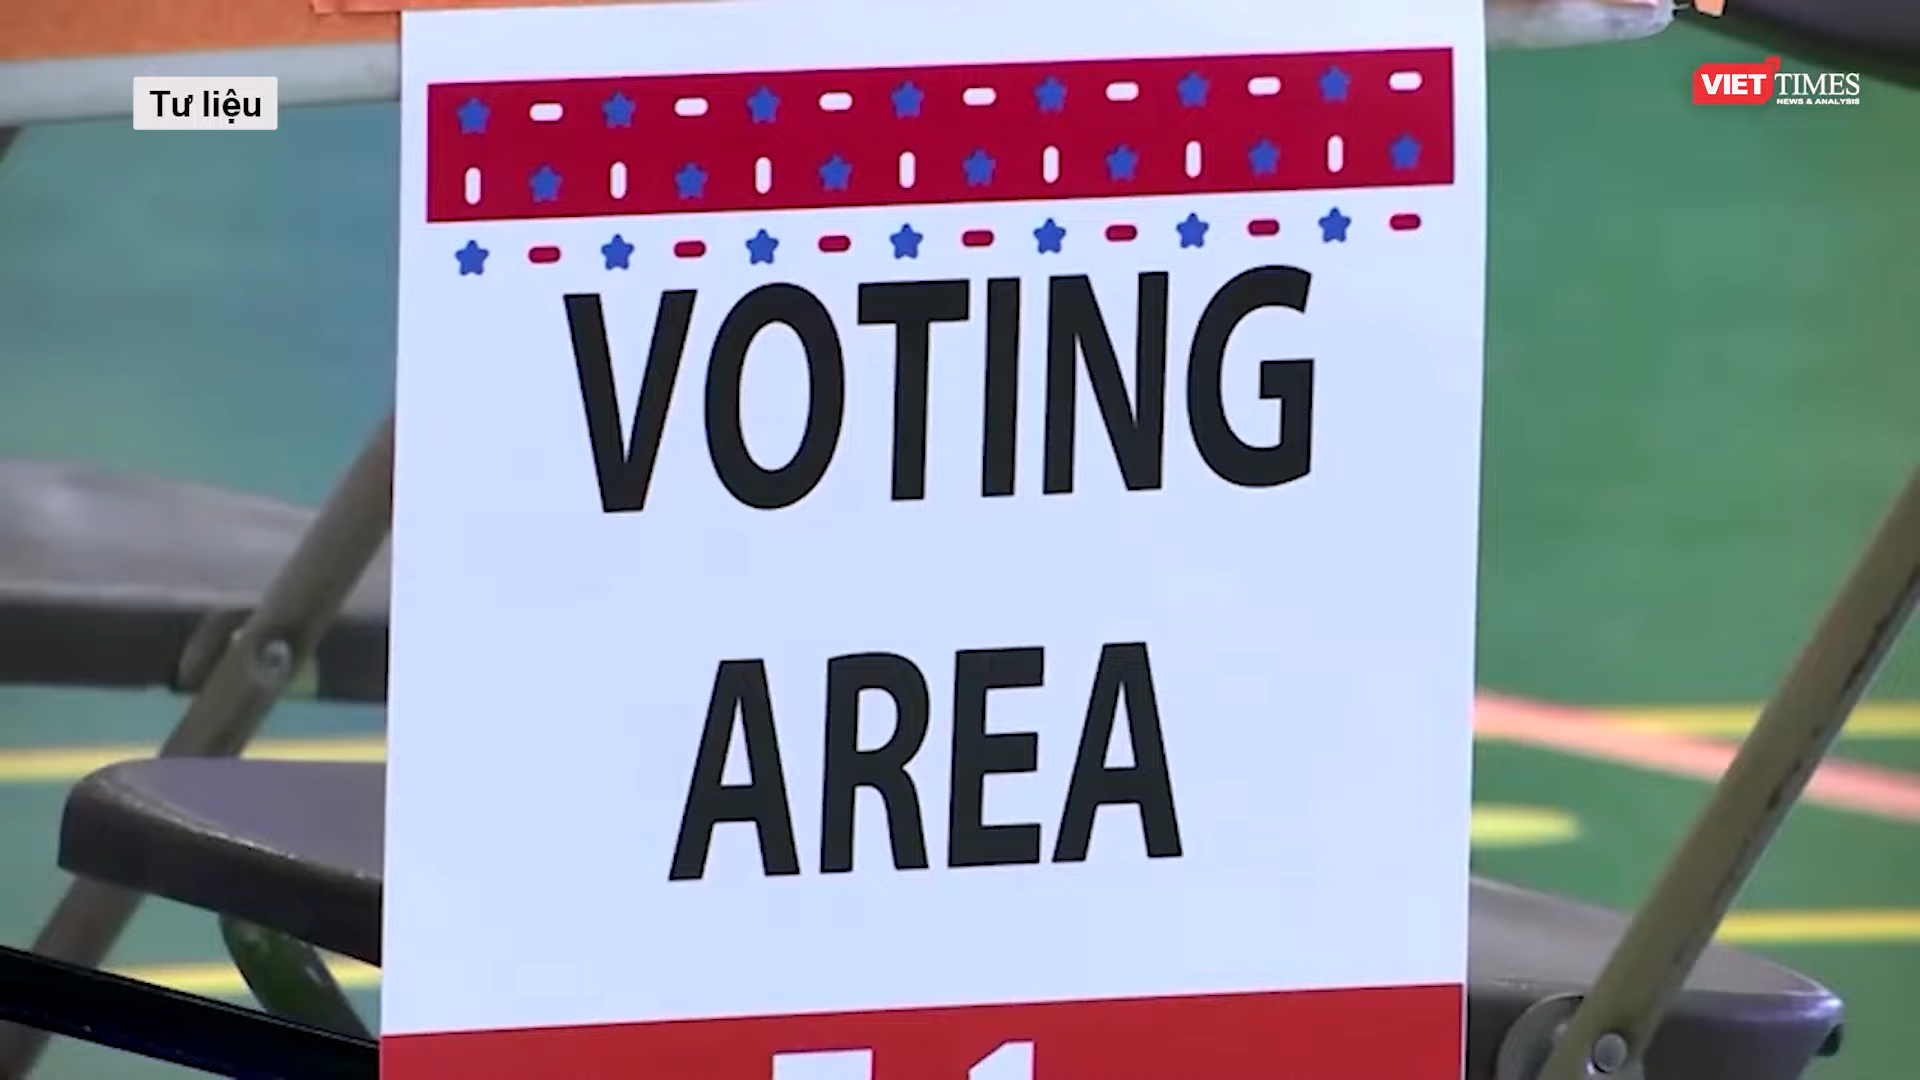 Tư liệu
VIETTIMES
NEWS & ANALYSIS
VOTING
AREA